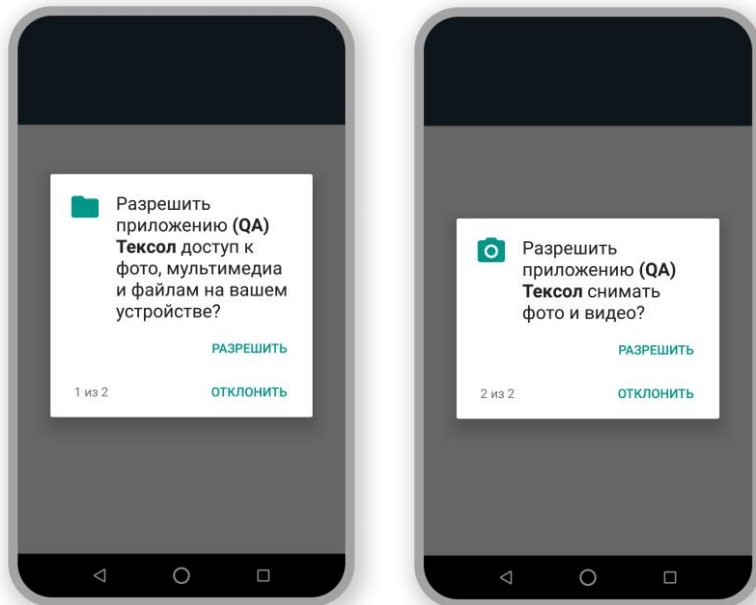 Разрешить
приложению (QA)
Тексол доступ к
фото, мультимедиа
и файлам на вашем
устройстве?
РАЗРЕШИТЬ
1 из 2
ОТКЛОНИТЬ
Разрешить
приложению (QA)
Тексол снимать
фото и видео?
РАЗРЕШИТЬ
2 из 2
ОТКЛОНИТЬ